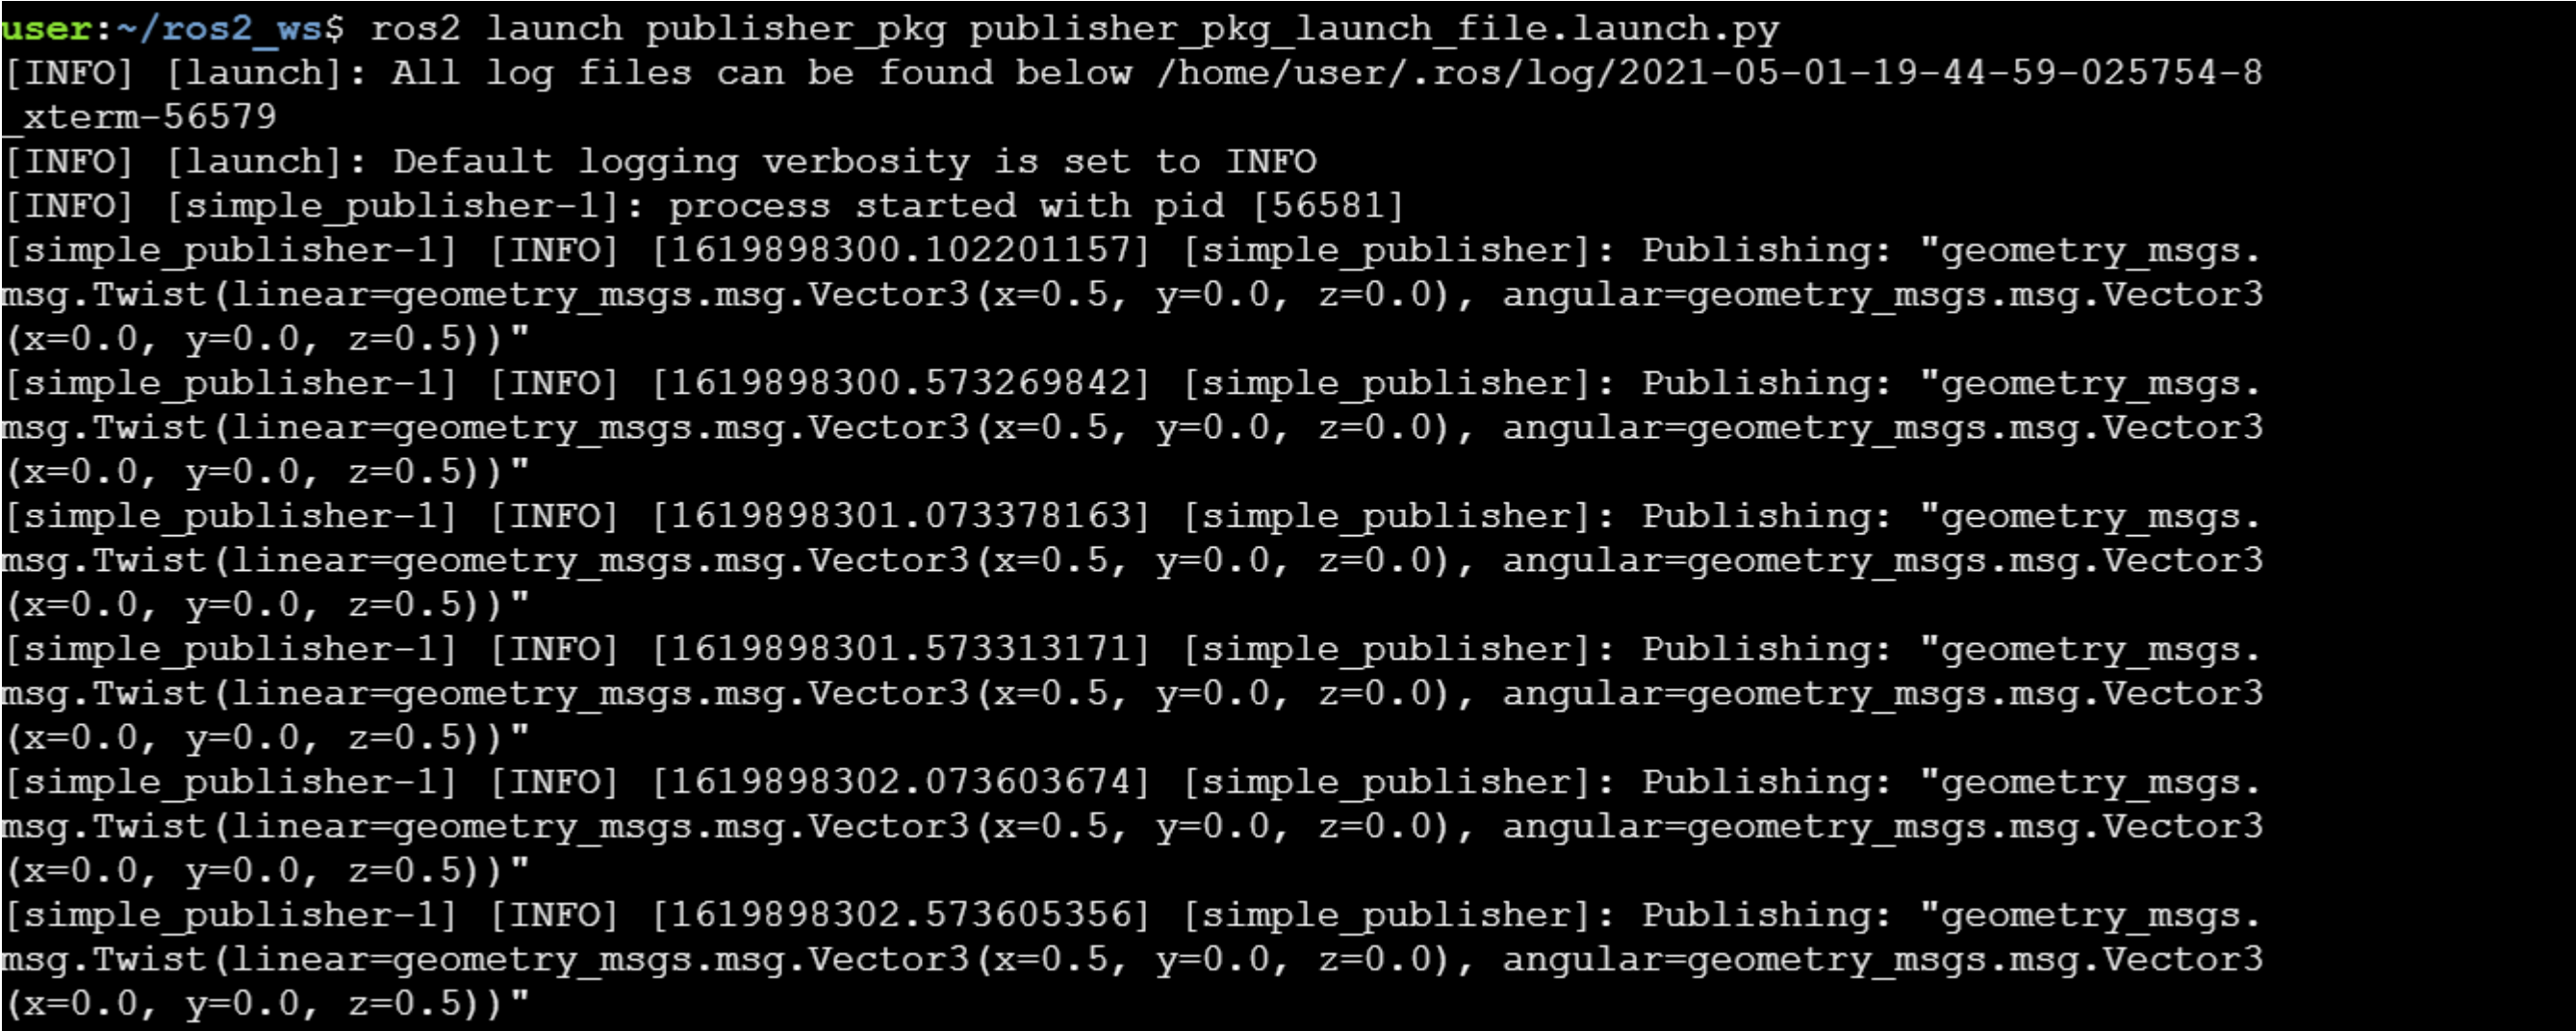 user:~/ros2_ws$ ros2 launch publisher_pkg publisher_pkg_launch_file.launch.py
[INFO] [launch]: All log files can be found below /home/user/.ros/log/2021-05-01-19-44-59-025754-8
_xterm-56579
[INFO] [launch]: Default logging verbosity is set to INFO
[INFO] [simple_publisher-1]: process started with pid [56581]
[simple_publisher-1] [INFO] [1619898300.102201157] [simple_publisher]: Publishing: "geometry_msgs.
msg.Twist(linear=geometry_msgs.msg.Vector3(x=0.5, y=0.0, z=0.0), angular=geometry_msgs.msg.Vector3
(x=0.0, y=0.0, z=0.5))"
[simple_publisher-1] [INFO] [1619898300.573269842] [simple_publisher]: Publishing: "geometry_msgs.
msg.Twist(linear=geometry_msgs.msg.Vector3(x=0.5, y=0.0, z=0.0), angular=geometry_msgs.msg.Vector3
(x=0.0, y=0.0, z=0.5))"
[simple_publisher-1] [INFO] [1619898301.073378163] [simple_publisher]: Publishing: "geometry_msgs.
msg.Twist(linear=geometry_msgs.msg.Vector3(x=0.5, y=0.0, z=0.0), angular=geometry_msgs.msg.Vector3
(x=0.0, y=0.0, z=0.5))"
[simple_publisher-1] [INFO] [1619898301.573313171] [simple_publisher]: Publishing: "geometry_msgs.
msg.Twist(linear=geometry_msgs.msg.Vector3(x=0.5, y=0.0, z=0.0), angular=geometry_msgs.msg.Vector3
(x=0.0, y=0.0, z=0.5))"
[simple_publisher-1] [INFO] [1619898302.073603674] [simple_publisher]: Publishing: "geometry_msgs.
msg.Twist(linear=geometry_msgs.msg.Vector3(x=0.5, y=0.0, z=0.0), angular=geometry_msgs.msg.Vector3
(x=0.0, y=0.0, z=0.5))"
[simple_publisher-1] [INFO] [1619898302.573605356] [simple_publisher]: Publishing: "geometry_msgs.
msg.Twist(linear=geometry_msgs.msg.Vector3(x=0.5, y=0.0, z=0.0), angular=geometry_msgs.msg.Vector3
(x=0.0, y=0.0, z=0.5))"